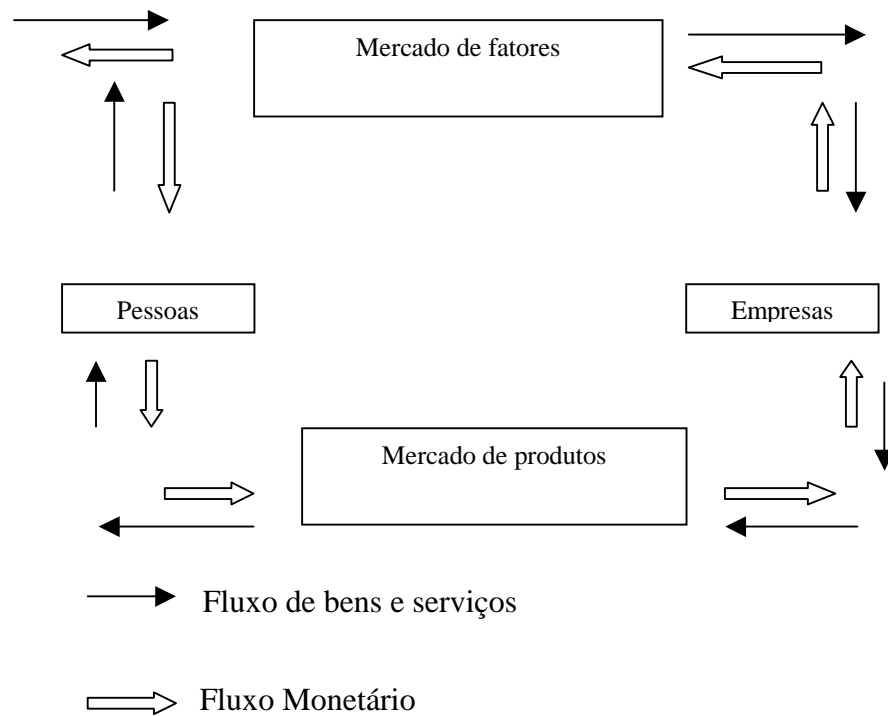 Mercado de fatores
Pessoas
Empresas
Mercado de produtos
Fluxo de bens e serviços
Fluxo Monetário